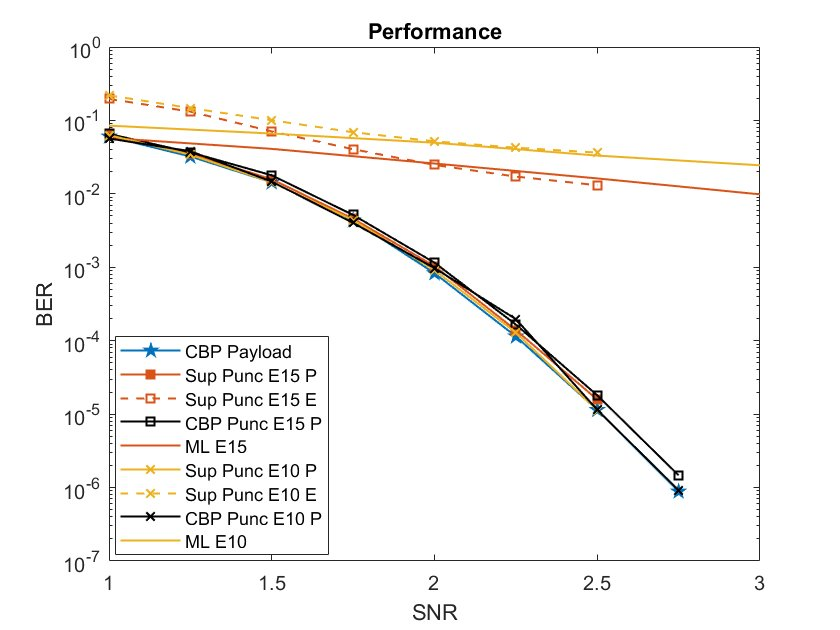 Performance
10^0
10^-1
10^-2
10^-3
10^-4
10^-5
10^-6
10^-7
BER
CBP Payload
Sup Punc E15 P
Sup Punc E15 E
CBP Punc E15 P
ML E15
Sup Punc E10 P
Sup Punc E10 E
CBP Punc E10 P
ML E10
1 1.5 2 2.5 3
SNR